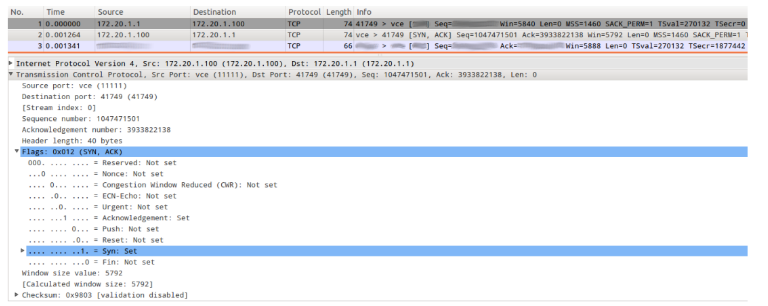 No. Time Source Destination Protocol Length Info
1 0.000000 172.20.1.1 172.20.1.100 TCP 74 41749 > vce [ ] Seq= Win=5840 Len=0 MSS=1460 SACK_PERM=1 TSval=270132 TSecr=0
2 0.001264 172.20.1.100 172.20.1.1 TCP 74 vce > 41749 [SYN, ACK] Seq=1047471501 Ack=3933822138 Win=5792 Len=0 MSS=1460 SACK_PERM=1 T
3 0.001341 TCP 66 > [ ] Seq= Ack= Win=5888 Len=0 TSval=270132 TSecr=1877442
Internet Protocol Version 4, Src: 172.20.1.100 (172.20.1.100), Dst: 172.20.1.1 (172.20.1.1)
Transmission Control Protocol, Src Port: vce (11111), Dst Port: 41749 (41749), Seq: 1047471501, Ack: 3933822138, Len: 0
Source port: vce (11111)
Destination port: 41749 (41749)
[Stream index: 0]
Sequence number: 1047471501
Acknowledgement number: 3933822138
Header length: 40 bytes
Flags: 0x012 (SYN, ACK)
000. .... .... = Reserved: Not set
...0 .... .... = Nonce: Not set
.... 0... .... = Congestion Window Reduced (CWR): Not set
.... .0.. .... = ECN-Echo: Not set
.... ..0. .... = Urgent: Not set
.... ...1 .... = Acknowledgement: Set
.... .... 0... = Push: Not set
.... .... .0.. = Reset: Not set
.... .... ..1. = Syn: Set
.... .... ...0 = Fin: Not set
Window size value: 5792
[Calculated window size: 5792]
Checksum: 0x9803 [validation disabled]